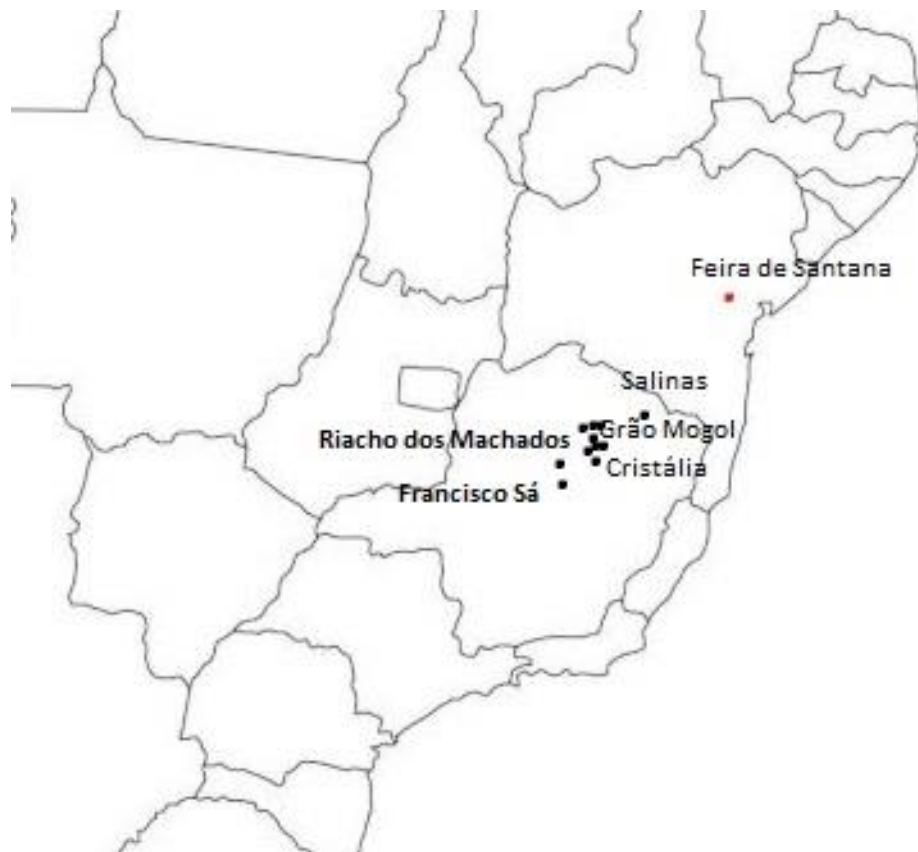 Feira de Santana
Salinas
Grão Mogol
Riacho dos Machados
Cristália
Francisco Sá